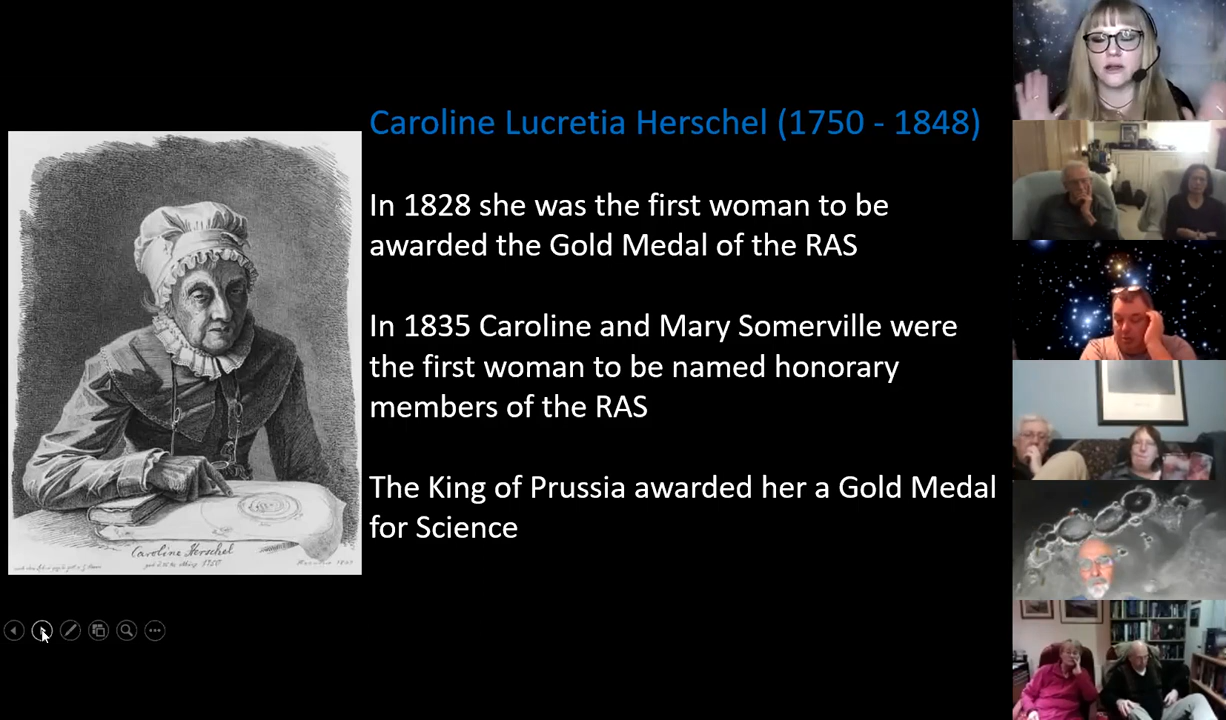 Caroline Lucretia Herschel (1750 - 1848)
In 1828 she was the first woman to be
awarded the Gold Medal of the RAS
In 1835 Caroline and Mary Somerville were
the first woman to be named honorary
members of the RAS
The King of Prussia awarded her a Gold Medal
for Science
Caroline Herschel
1750